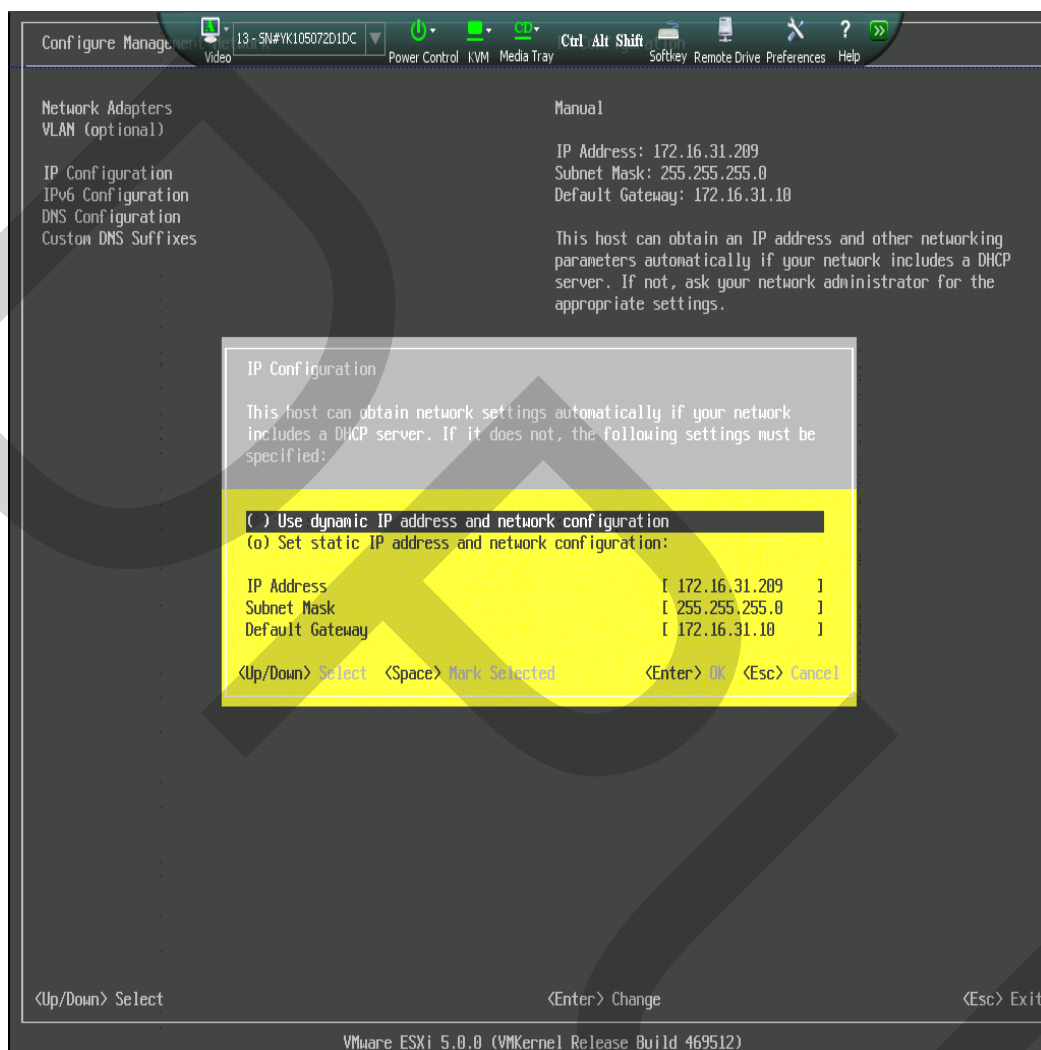 Configure Management Network
13 - SN#YK105072D1DC
Video
Power Control
KVM
CD
Media Tray
Ctrl Alt Shift
Softkey
Remote Drive
Preferences
?
Help
Network Adapters
VLAN (optional)
IP Configuration
IPv6 Configuration
DNS Configuration
Custom DNS Suffixes
Manual
IP Address: 172.16.31.209
Subnet Mask: 255.255.255.0
Default Gateway: 172.16.31.10
This host can obtain an IP address and other networking
parameters automatically if your network includes a DHCP
server. If not, ask your network administrator for the
appropriate settings.
IP Configuration
This host can obtain network settings automatically if your network
includes a DHCP server. If it does not, the following settings must be
specified:
( ) Use dynamic IP address and network configuration
(o) Set static IP address and network configuration:
IP Address [ 172.16.31.209 ]
Subnet Mask [ 255.255.255.0 ]
Default Gateway [ 172.16.31.10 ]
<Up/Down> Select <Space> Mark Selected <Enter> OK <Esc> Cancel
<Up/Down> Select <Enter> Change <Esc> Exit
VMware ESXi 5.0.0 (VMKernel Release Build 469512)